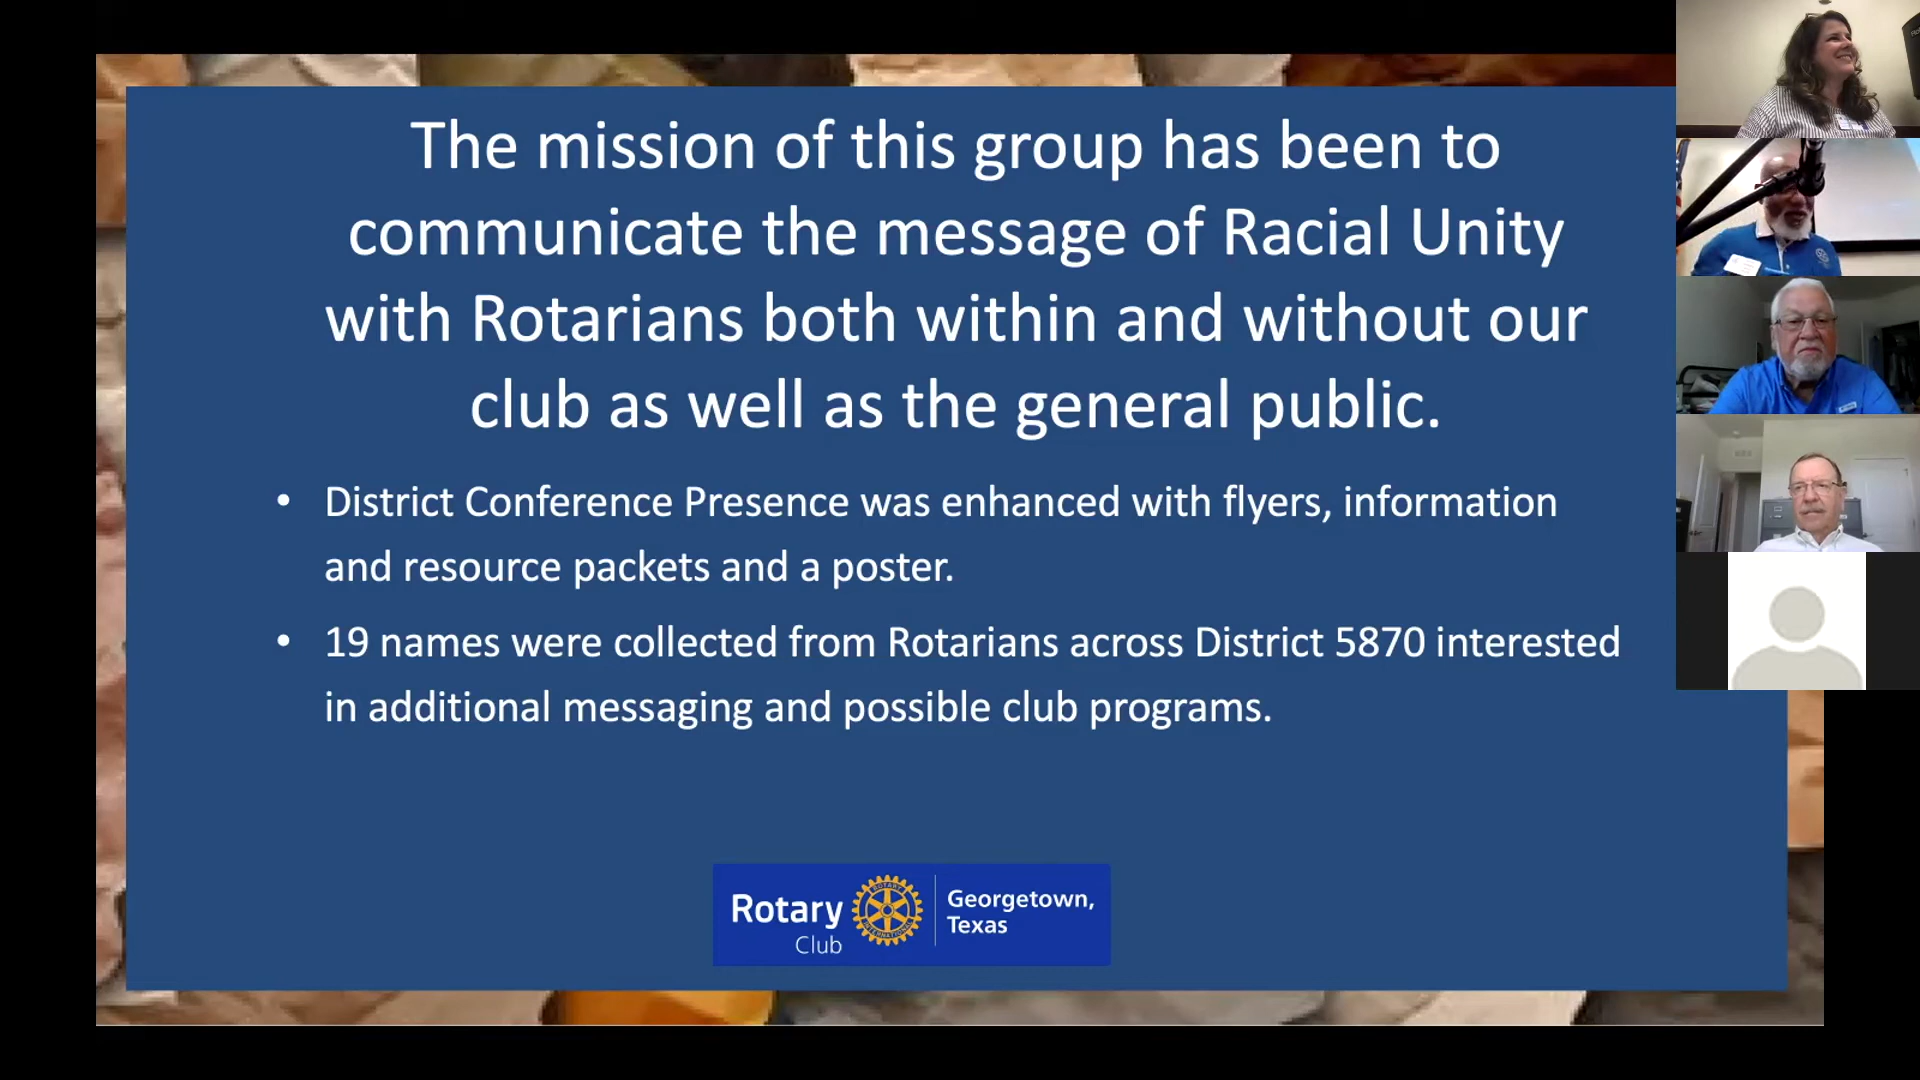 The mission of this group has been to
communicate the message of Racial Unity
with Rotarians both within and without our
club as well as the general public.
• District Conference Presence was enhanced with flyers, information
and resource packets and a poster.
• 19 names were collected from Rotarians across District 5870 interested
in additional messaging and possible club programs.
Rotary
Club
ROTARY
INTERNATIONAL
Georgetown,
Texas